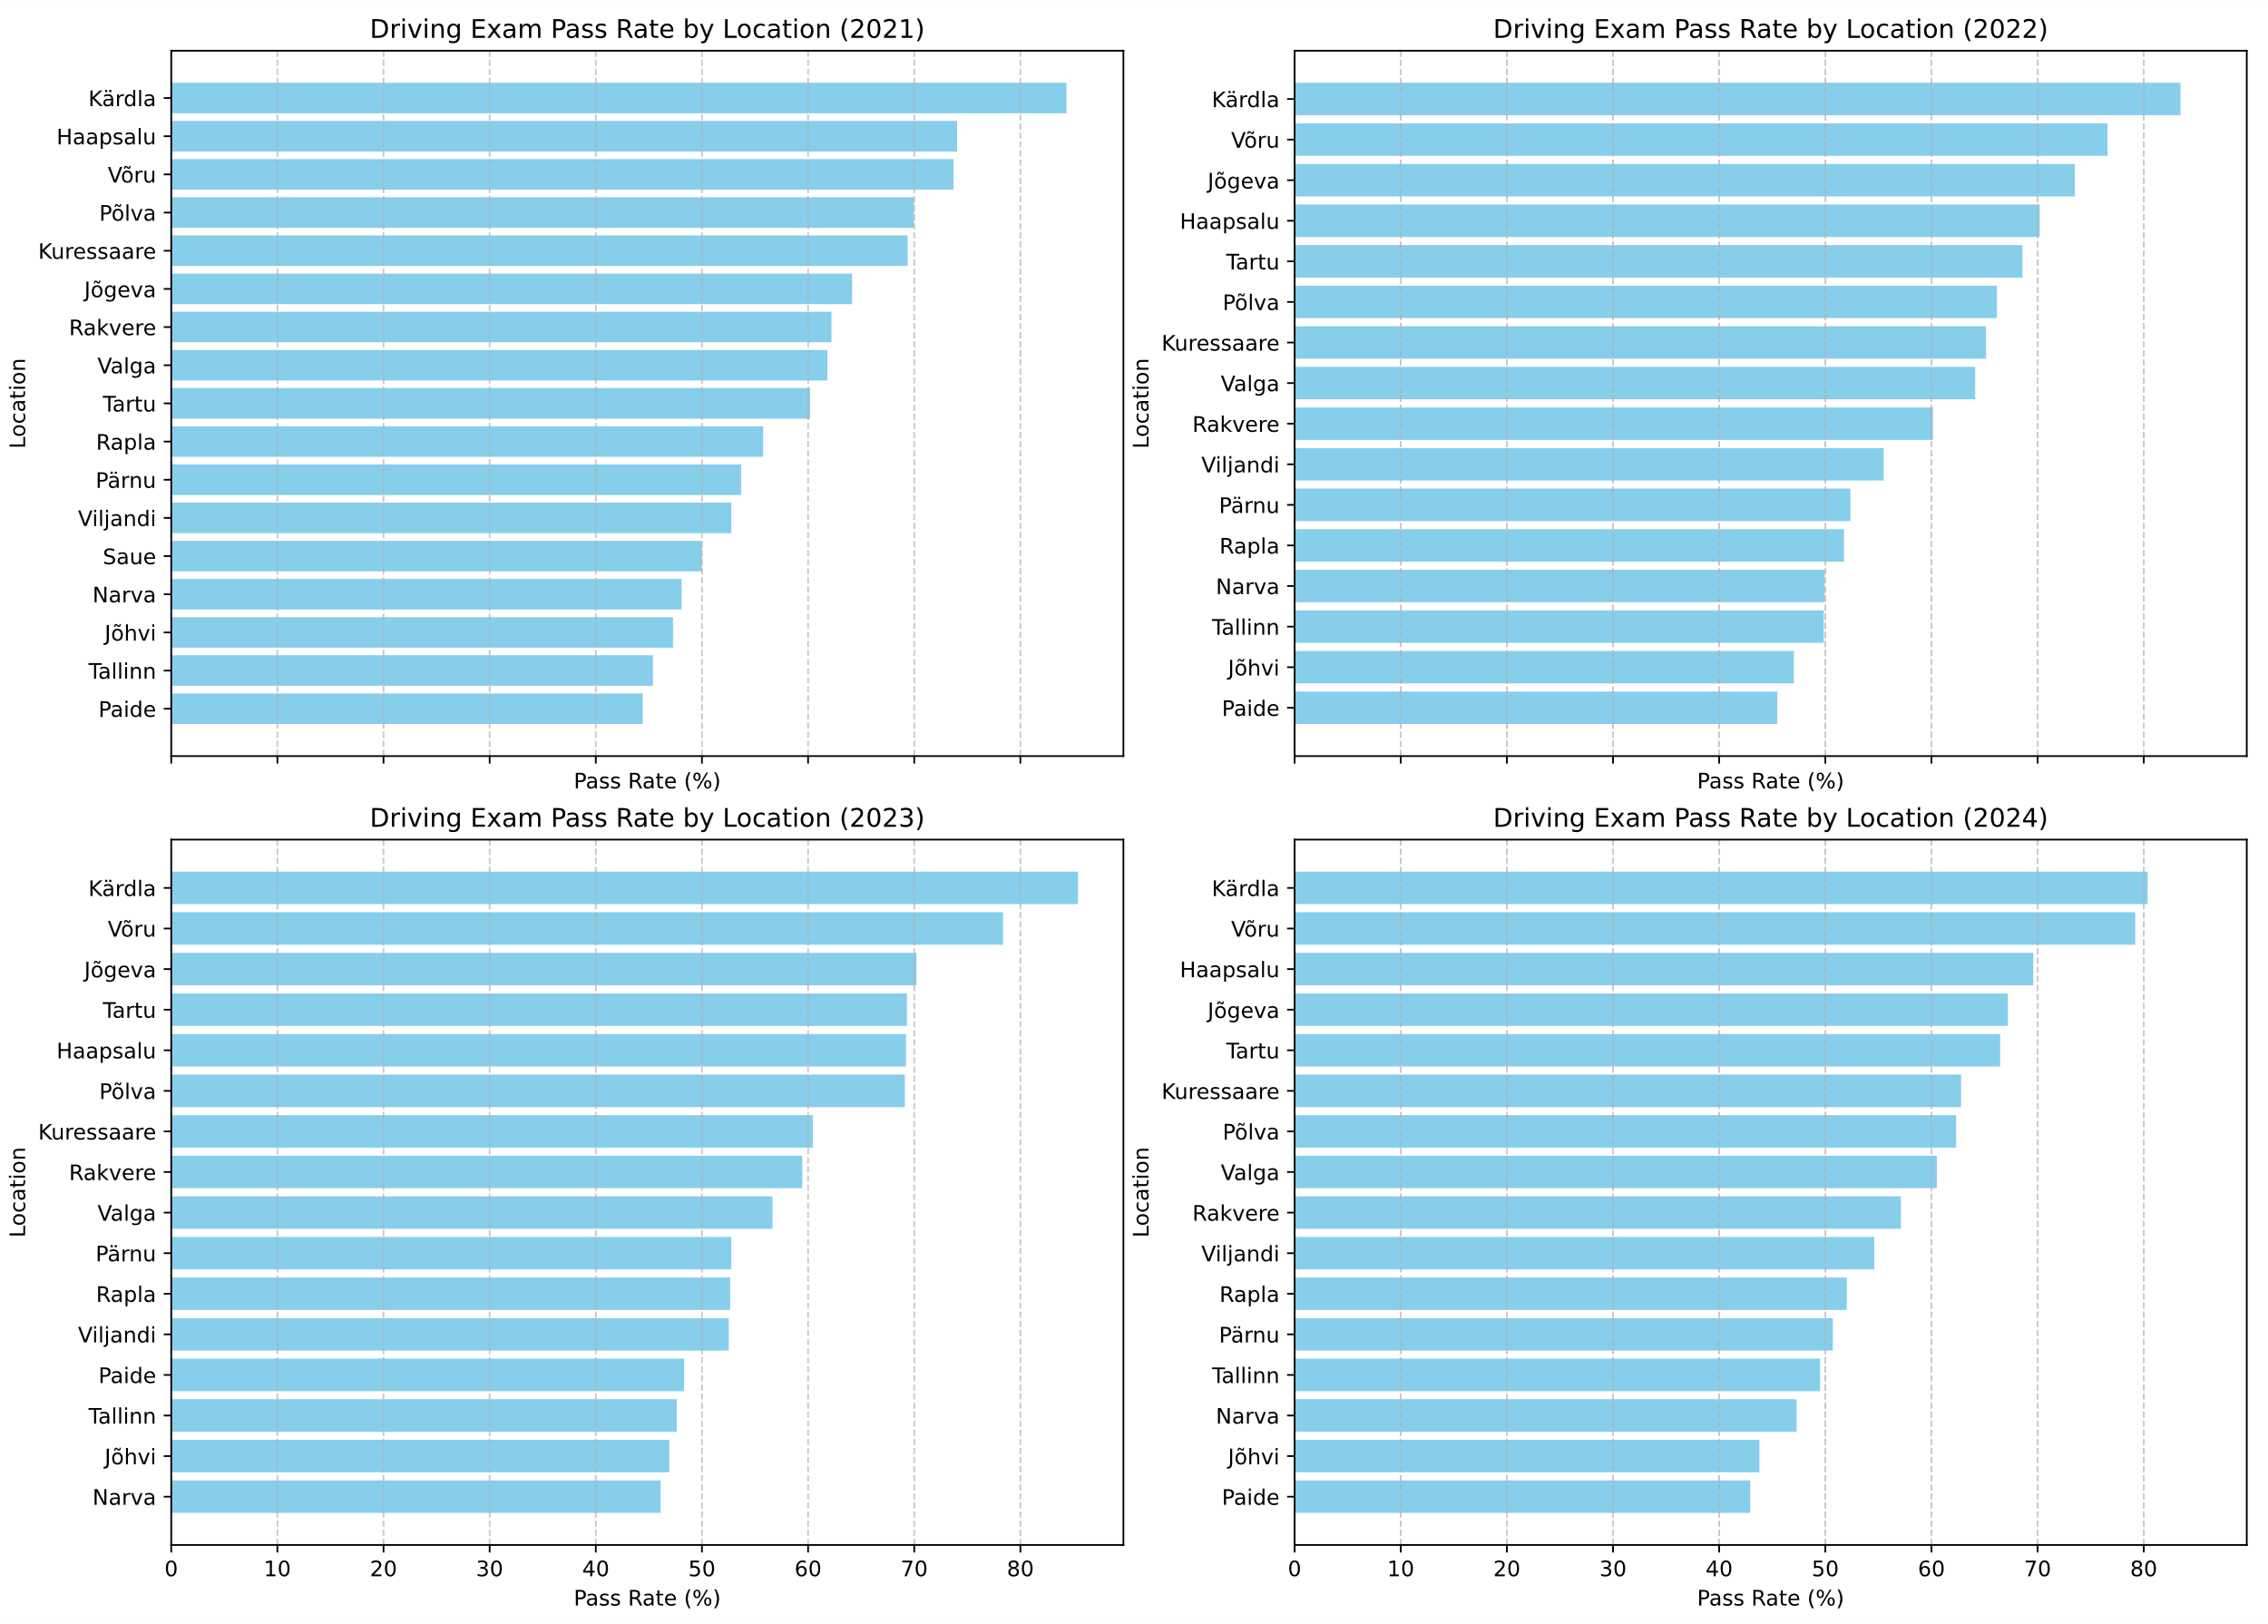 Driving Exam Pass Rate by Location (2021)
Location
Kärdla
Haapsalu
Võru
Põlva
Kuressaare
Jõgeva
Rakvere
Valga
Tartu
Rapla
Pärnu
Viljandi
Saue
Narva
Jõhvi
Tallinn
Paide
Pass Rate (%)
Driving Exam Pass Rate by Location (2022)
Location
Kärdla
Võru
Jõgeva
Haapsalu
Tartu
Põlva
Kuressaare
Valga
Rakvere
Viljandi
Pärnu
Rapla
Narva
Tallinn
Jõhvi
Paide
Pass Rate (%)
Driving Exam Pass Rate by Location (2023)
Location
Kärdla
Võru
Jõgeva
Tartu
Haapsalu
Põlva
Kuressaare
Rakvere
Valga
Pärnu
Rapla
Viljandi
Paide
Tallinn
Jõhvi
Narva
0 10 20 30 40 50 60 70 80
Pass Rate (%)
Driving Exam Pass Rate by Location (2024)
Location
Kärdla
Võru
Haapsalu
Jõgeva
Tartu
Kuressaare
Põlva
Valga
Rakvere
Viljandi
Rapla
Pärnu
Tallinn
Narva
Jõhvi
Paide
0 10 20 30 40 50 60 70 80
Pass Rate (%)